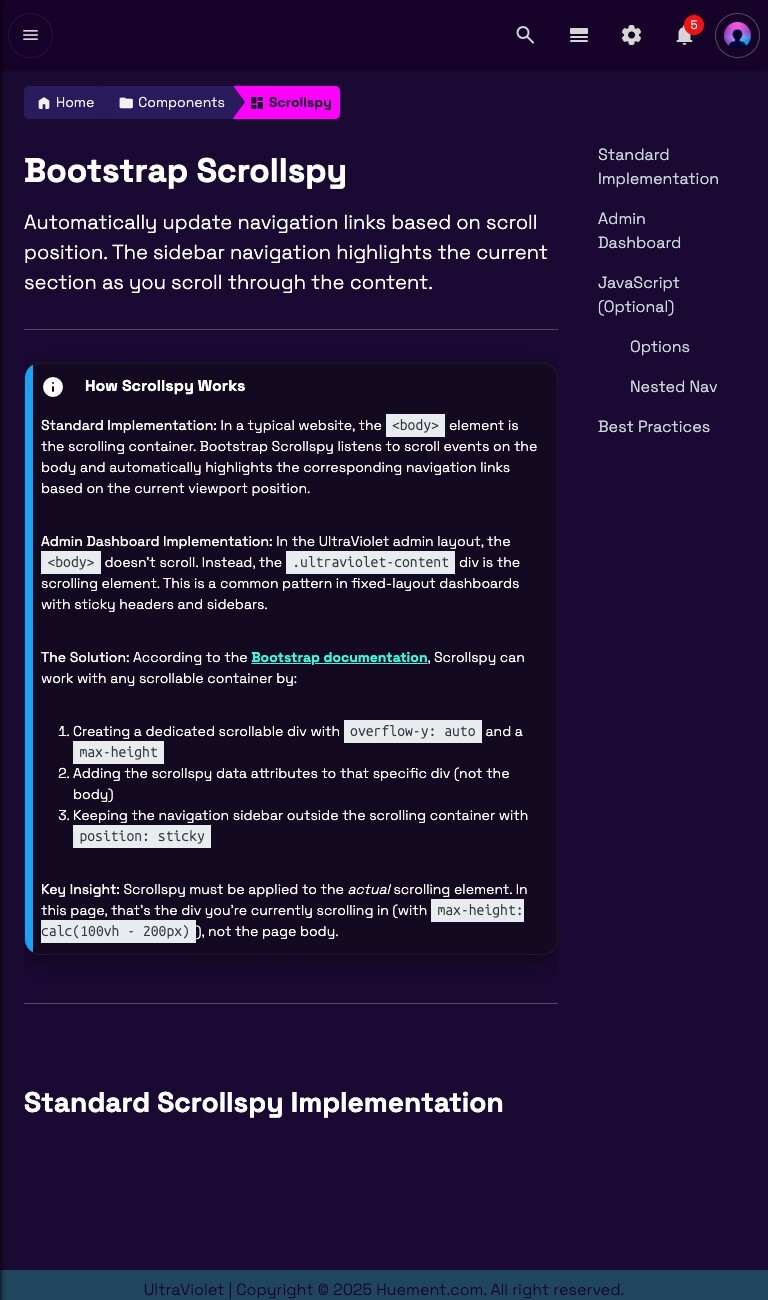 5
Home Components Scrollspy
Bootstrap Scrollspy
Automatically update navigation links based on scroll
position. The sidebar navigation highlights the current
section as you scroll through the content.
How Scrollspy Works
Standard Implementation: In a typical website, the <body> element is
the scrolling container. Bootstrap Scrollspy listens to scroll events on the
body and automatically highlights the corresponding navigation links
based on the current viewport position.
Admin Dashboard Implementation: In the UltraViolet admin layout, the
<body> doesn't scroll. Instead, the .ultraviolet-content div is the
scrolling element. This is a common pattern in fixed-layout dashboards
with sticky headers and sidebars.
The Solution: According to the Bootstrap documentation, Scrollspy can
work with any scrollable container by:
1. Creating a dedicated scrollable div with overflow-y: auto and a
max-height
2. Adding the scrollspy data attributes to that specific div (not the
body)
3. Keeping the navigation sidebar outside the scrolling container with
position: sticky
Key Insight: Scrollspy must be applied to the actual scrolling element. In
this page, that's the div you're currently scrolling in (with max-height:
calc(100vh - 200px) ), not the page body.
Standard Scrollspy Implementation
Standard
Implementation
Admin
Dashboard
JavaScript
(Optional)
Options
Nested Nav
Best Practices
UltraViolet | Copyright © 2025 Huement.com. All right reserved.